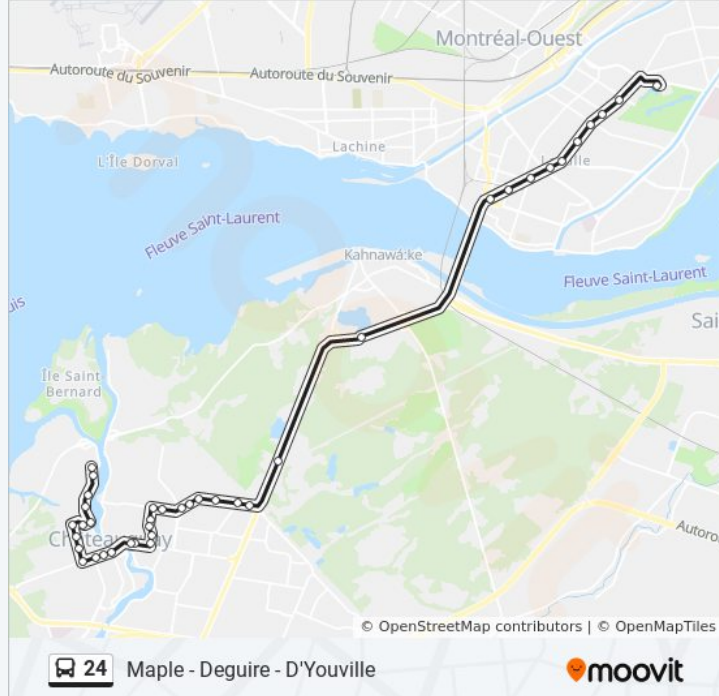 Montréal-Ouest
Autoroute du Souvenir
Autoroute du Souvenir
Lachine
L'Île Dorval
Fleuve Saint-Laurent
Kahnawá:ke
Fleuve Saint-Laurent
Île Saint
Bernard
© OpenStreetMap contributors | © OpenMapTiles
24 Maple - Deguire - D'Youville
moovit